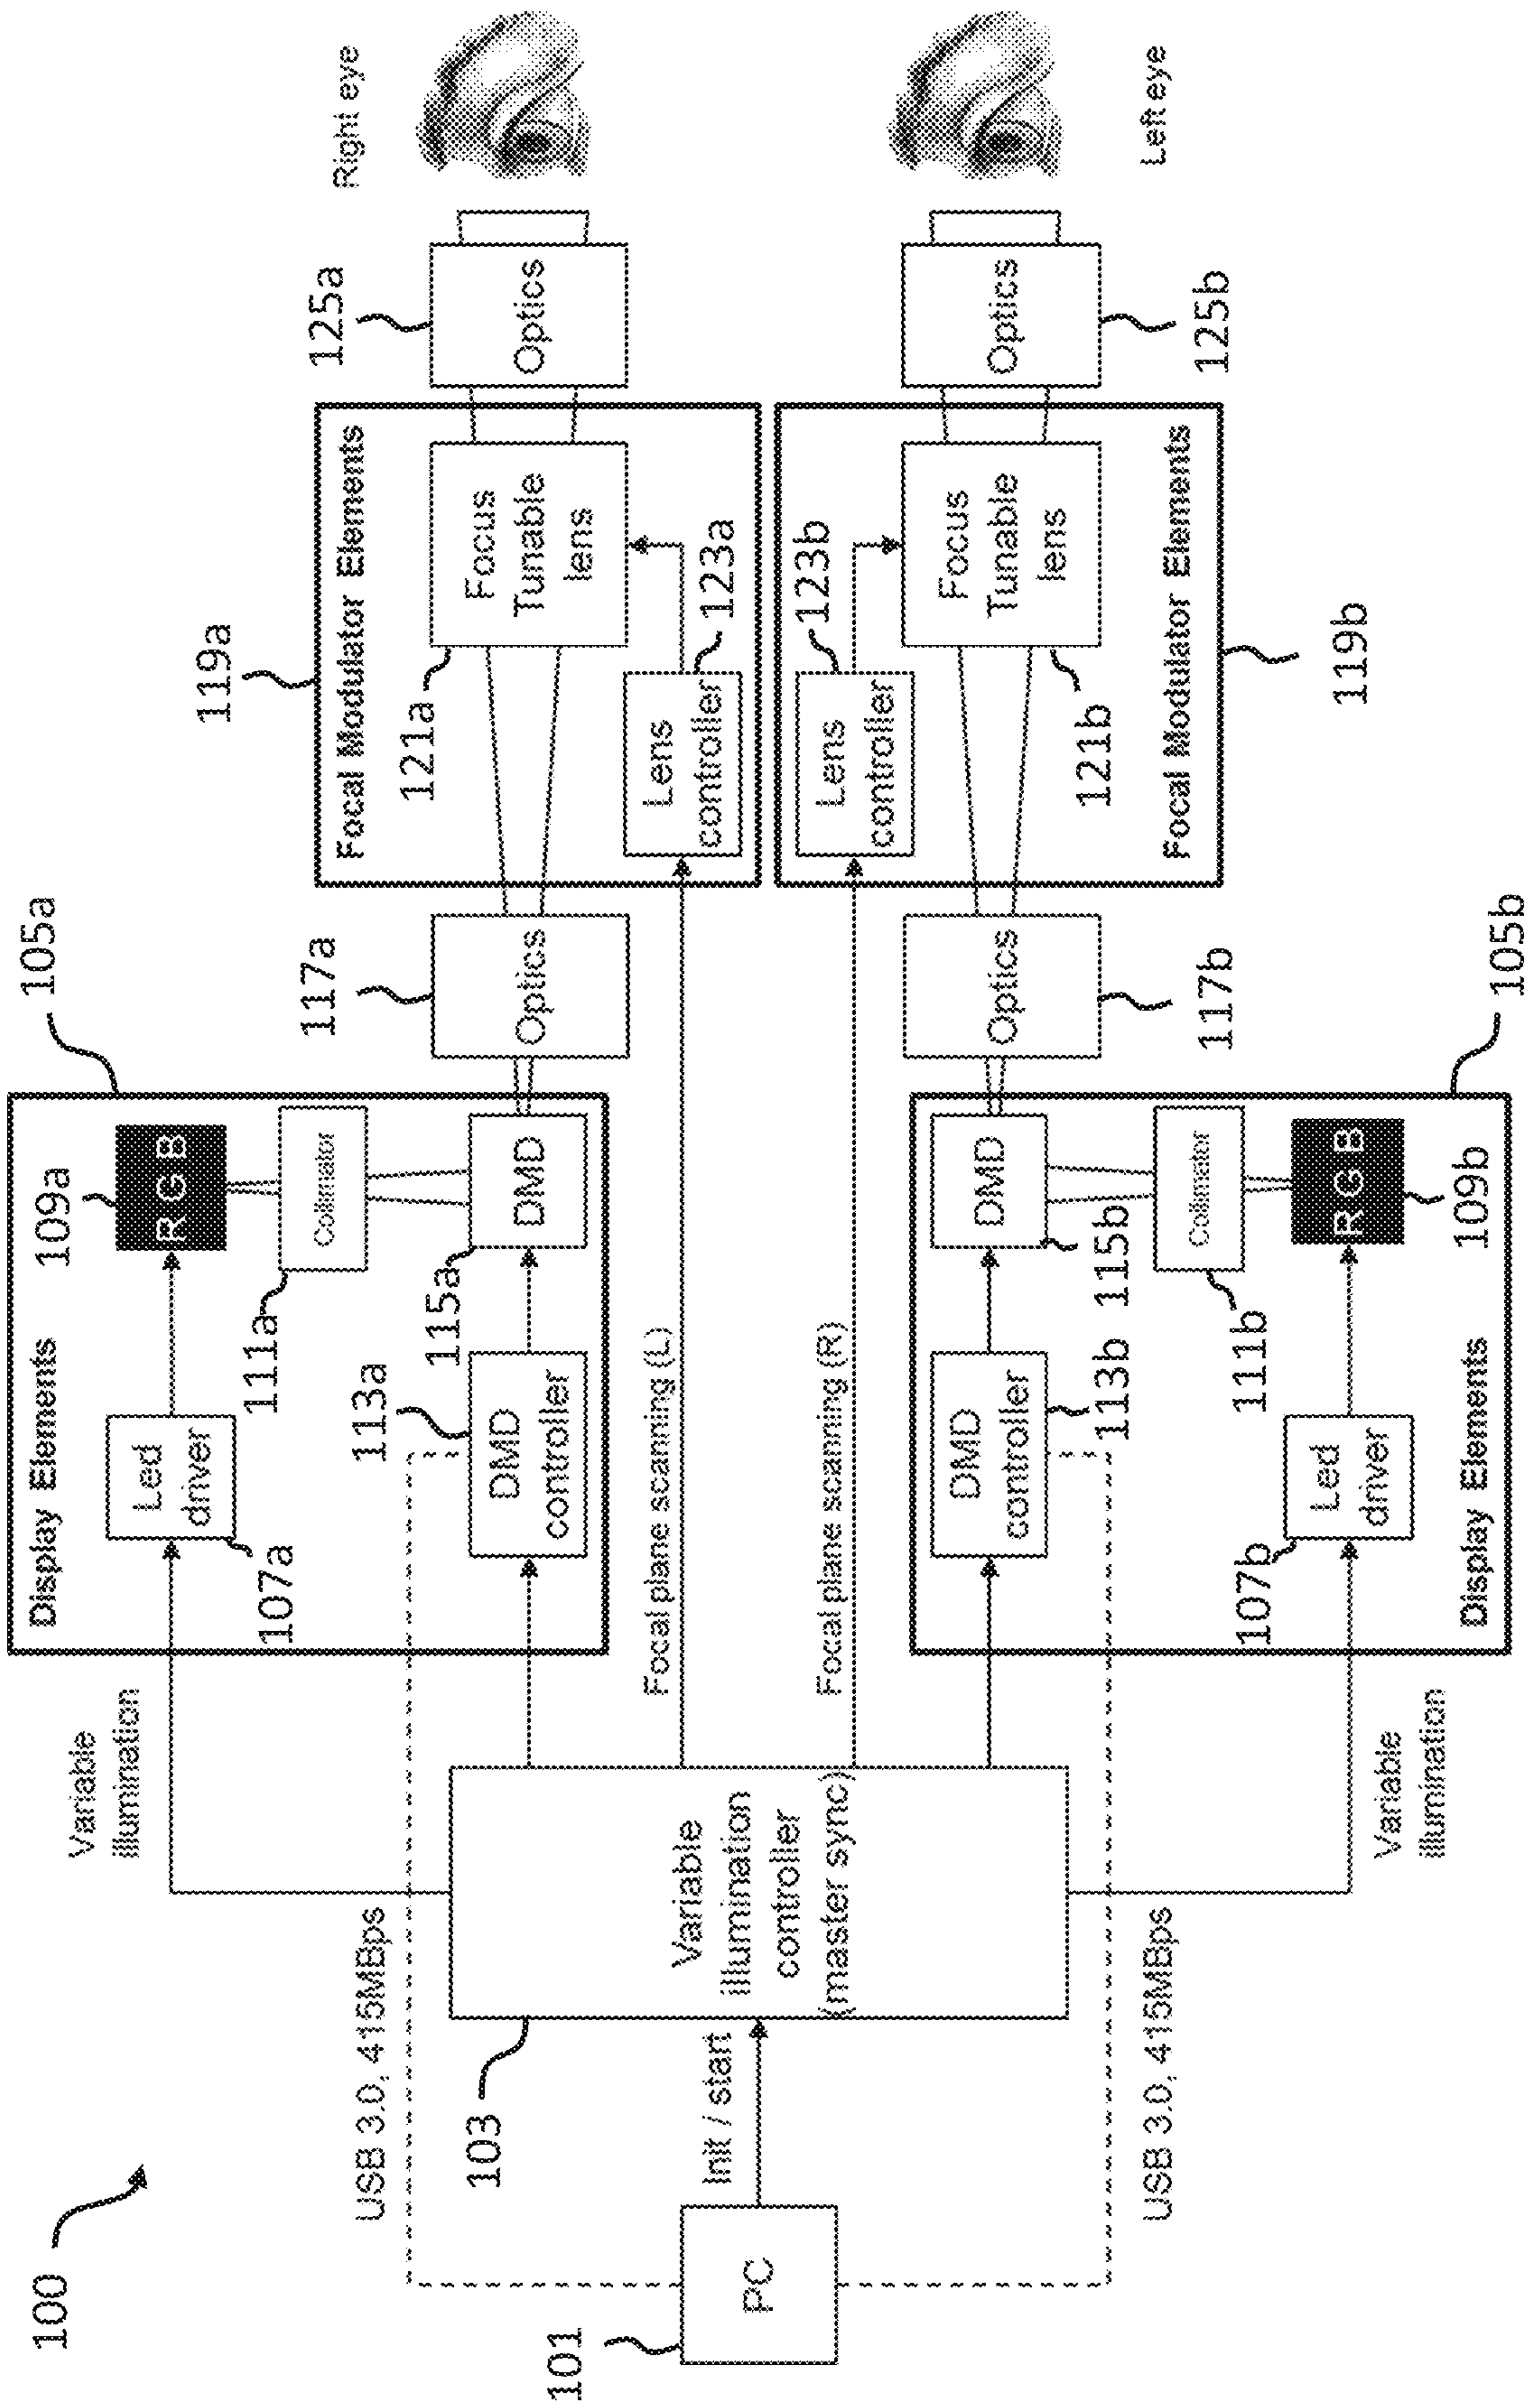 100
105a
Display Elements
109a
R G B
Led
driver
107a
111a
Collimator
113a
115a
DMD
controller
DMD
117a
Optics
119a
Focal Modulator Elements
121a
Focus
Tunable
lens
Lens
controller
123a
125a
Optics
Right eye
Variable
illumination
USB 3.0, 415MBps
Focal plane scanning (L)
101
PC
Init / start
103
Variable
illumination
controller
(master sync)
Focal plane scanning (R)
Lens
controller
123b
Focus
Tunable
lens
121b
Focal Modulator Elements
119b
Optics
125b
Left eye
DMD
controller
113b
DMD
115b
Optics
117b
Collimator
111b
Led
driver
107b
R G B
109b
Display Elements
105b
USB 3.0, 415MBps
Variable
illumination